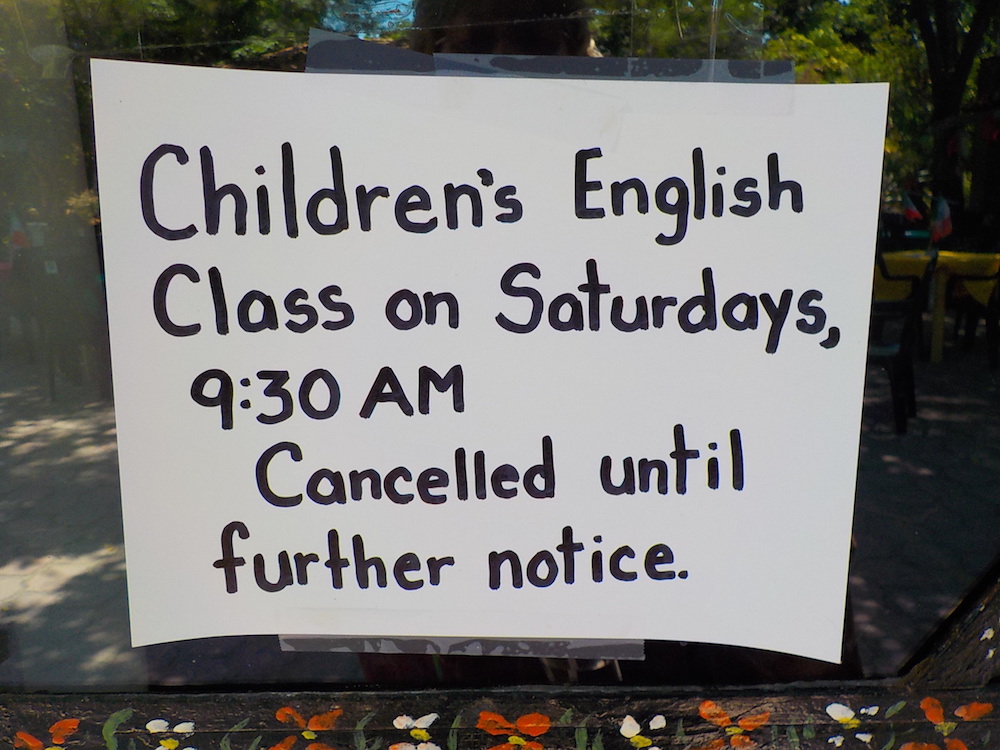 Children's English
Class on Saturdays,
9:30 AM
Cancelled until
further notice.